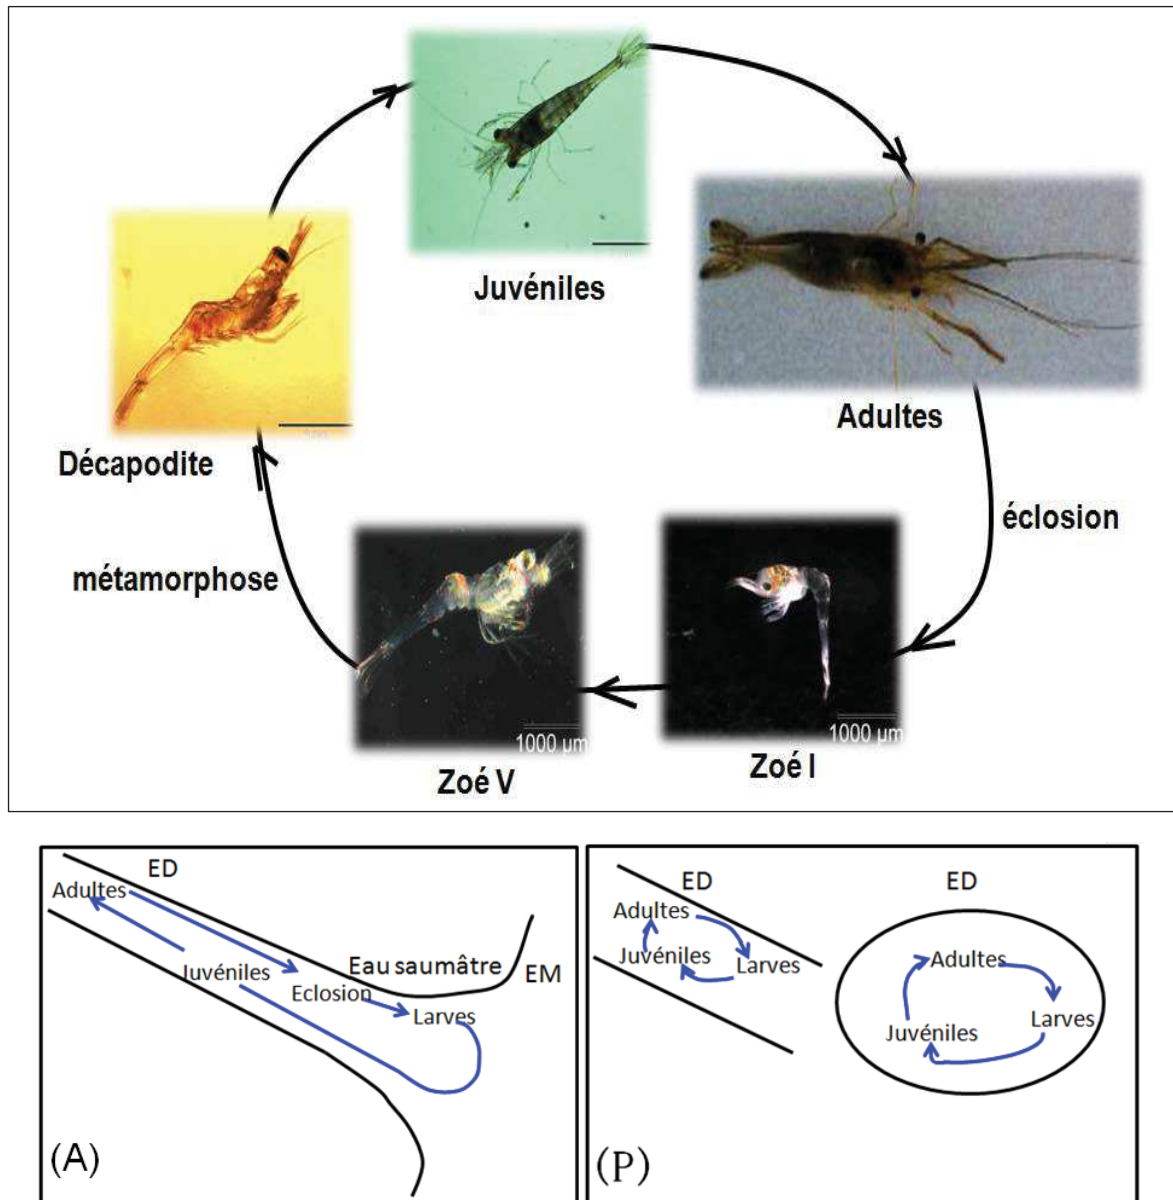 Juvéniles
Adultes
Décapodite
éclosion
métamorphose
1000 µm
1000 µm
Zoé V
Zoé I
ED
Adultes
Juvéniles
Eclosion
Eau saumâtre
EM
Larves
(A)
ED
Adultes
Juvéniles
Larves
ED
Adultes
Juvéniles
Larves
(P)